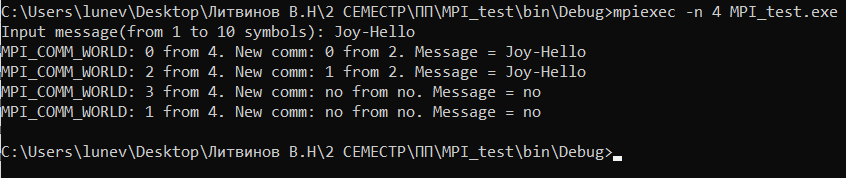 C:\Users\lunev\Desktop\Литвинов В.Н\2 СЕМЕСТР\ПП\MPI_test\bin\Debug>mpiexec -n 4 MPI_test.exe
Input message(from 1 to 10 symbols): Joy-Hello
MPI_COMM_WORLD: 0 from 4. New comm: 0 from 2. Message = Joy-Hello
MPI_COMM_WORLD: 2 from 4. New comm: 1 from 2. Message = Joy-Hello
MPI_COMM_WORLD: 3 from 4. New comm: no from no. Message = no
MPI_COMM_WORLD: 1 from 4. New comm: no from no. Message = no
C:\Users\lunev\Desktop\Литвинов В.Н\2 СЕМЕСТР\ПП\MPI_test\bin\Debug>